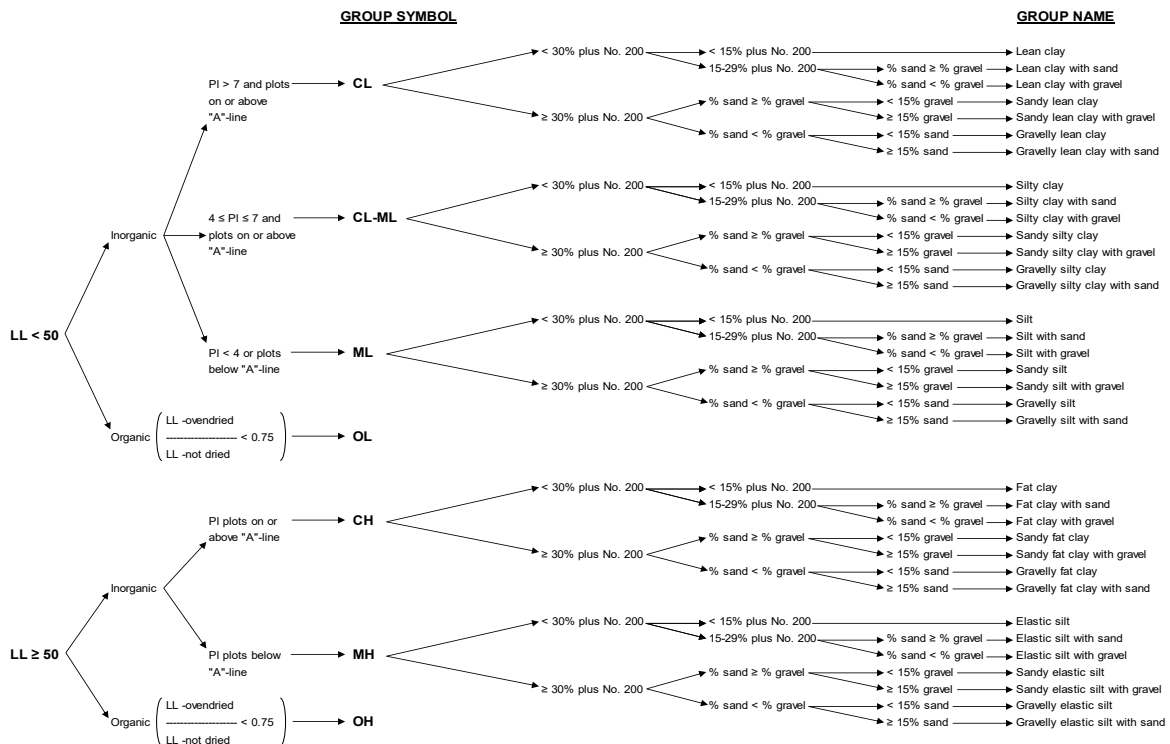 GROUP SYMBOL GROUP NAME
< 30% plus No. 200 < 15% plus No. 200 Lean clay
PI > 7 and plots on or above "A"-line CL 15-29% plus No. 200 % sand ≥ % gravel Lean clay with sand
% sand < % gravel Lean clay with gravel
≥ 30% plus No. 200 % sand ≥ % gravel < 15% gravel Sandy lean clay
≥ 15% gravel Sandy lean clay with gravel
% sand < % gravel < 15% sand Gravelly lean clay
≥ 15% sand Gravelly lean clay with sand
< 30% plus No. 200 < 15% plus No. 200 Silty clay
4 ≤ PI ≤ 7 and plots on or above "A"-line CL-ML 15-29% plus No. 200 % sand ≥ % gravel Silty clay with sand
% sand < % gravel Silty clay with gravel
Inorganic ≥ 30% plus No. 200 % sand ≥ % gravel < 15% gravel Sandy silty clay
≥ 15% gravel Sandy silty clay with gravel
% sand < % gravel < 15% sand Gravelly silty clay
≥ 15% sand Gravelly silty clay with sand
LL < 50 < 30% plus No. 200 < 15% plus No. 200 Silt
15-29% plus No. 200 % sand ≥ % gravel Silt with sand
PI < 4 or plots below "A"-line ML % sand < % gravel Silt with gravel
≥ 30% plus No. 200 % sand ≥ % gravel < 15% gravel Sandy silt
≥ 15% gravel Sandy silt with gravel
% sand < % gravel < 15% sand Gravelly silt
≥ 15% sand Gravelly silt with sand
LL -ovendried
Organic -------------------- < 0.75 OL
LL -not dried
< 30% plus No. 200 < 15% plus No. 200 Fat clay
15-29% plus No. 200 % sand ≥ % gravel Fat clay with sand
PI plots on or above "A"-line CH % sand < % gravel Fat clay with gravel
≥ 30% plus No. 200 % sand ≥ % gravel < 15% gravel Sandy fat clay
≥ 15% gravel Sandy fat clay with gravel
% sand < % gravel < 15% sand Gravelly fat clay
Inorganic ≥ 15% sand Gravelly fat clay with sand
< 30% plus No. 200 < 15% plus No. 200 Elastic silt
15-29% plus No. 200 % sand ≥ % gravel Elastic silt with sand
LL ≥ 50 PI plots below "A"-line MH % sand < % gravel Elastic silt with gravel
≥ 30% plus No. 200 % sand ≥ % gravel < 15% gravel Sandy elastic silt
≥ 15% gravel Sandy elastic silt with gravel
% sand < % gravel < 15% sand Gravelly elastic silt
≥ 15% sand Gravelly elastic silt with sand
LL -ovendried
Organic -------------------- < 0.75 OH
LL -not dried